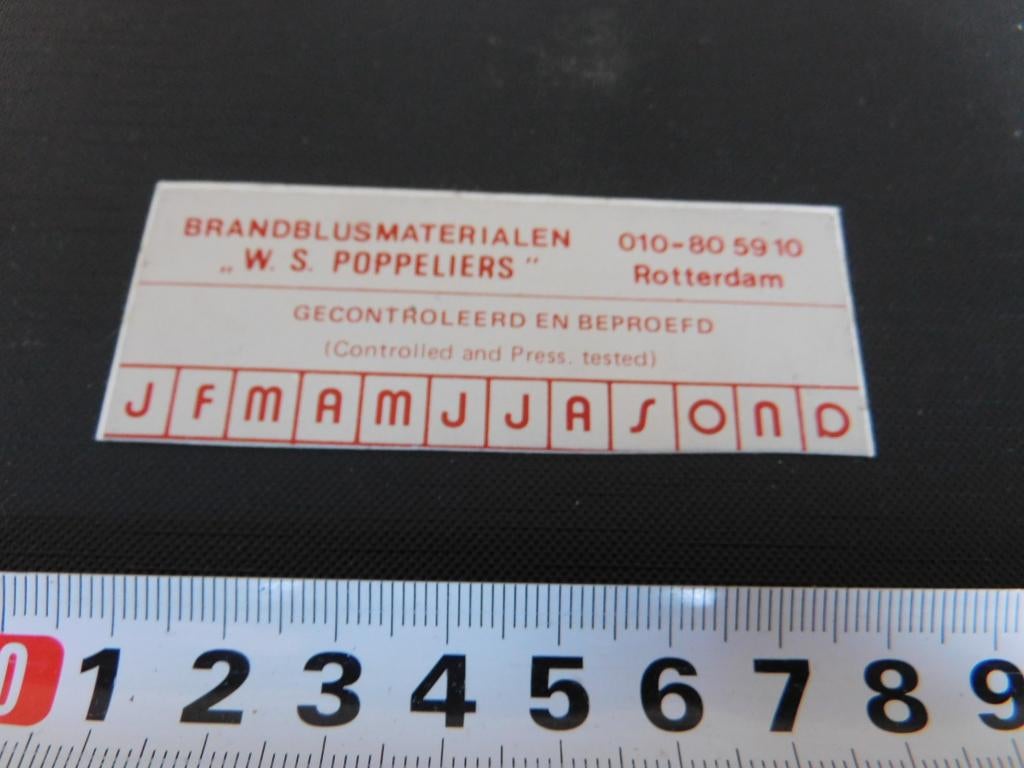 BRANDBLUSMATERIALEN
„ W. S. POPPELIERS "
010-80 59 10
Rotterdam
GECONTROLEERD EN BEPROEFD
(Controlled and Press. tested)
J F M A M J J A S O N D
0 1 2 3 4 5 6 7 8 9